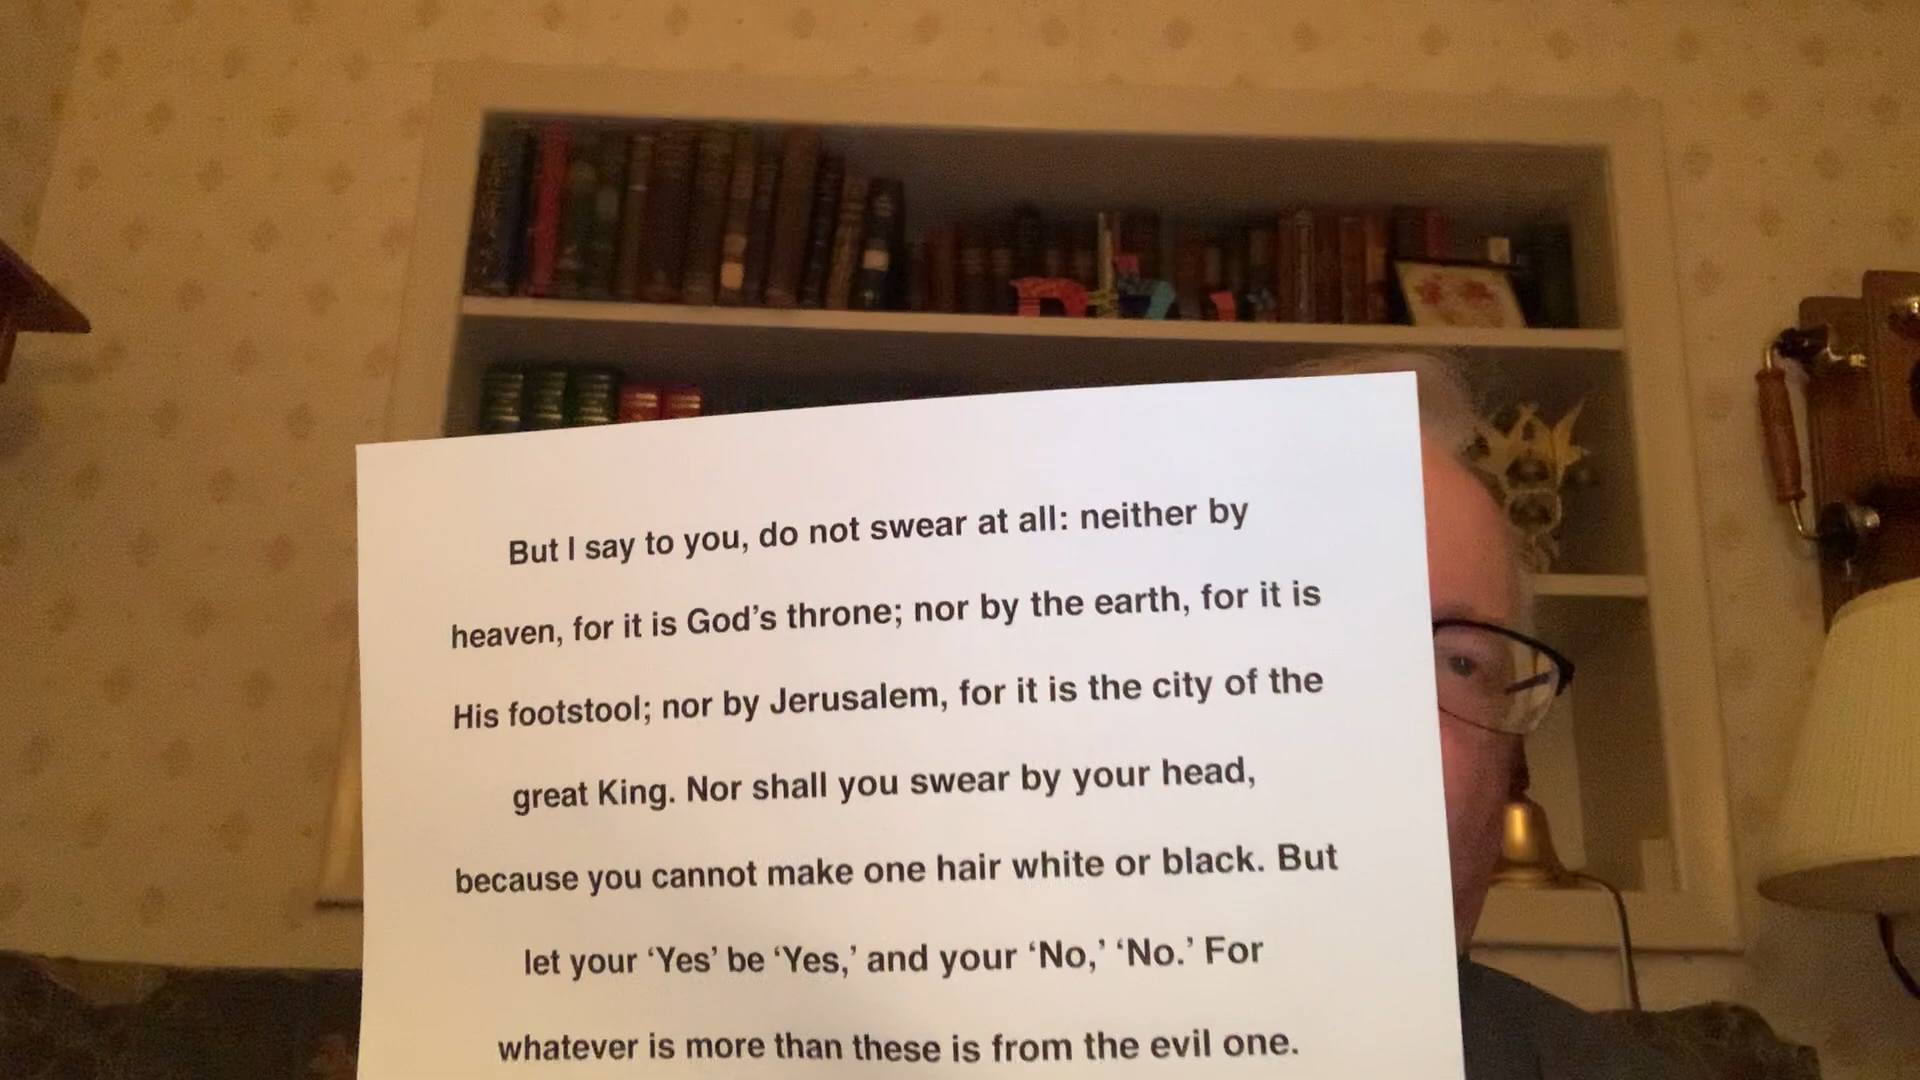 But I say to you, do not swear at all: neither by
heaven, for it is God’s throne; nor by the earth, for it is
His footstool; nor by Jerusalem, for it is the city of the
great King. Nor shall you swear by your head,
because you cannot make one hair white or black. But
let your ‘Yes’ be ‘Yes,’ and your ‘No,’ ‘No.’ For
whatever is more than these is from the evil one.